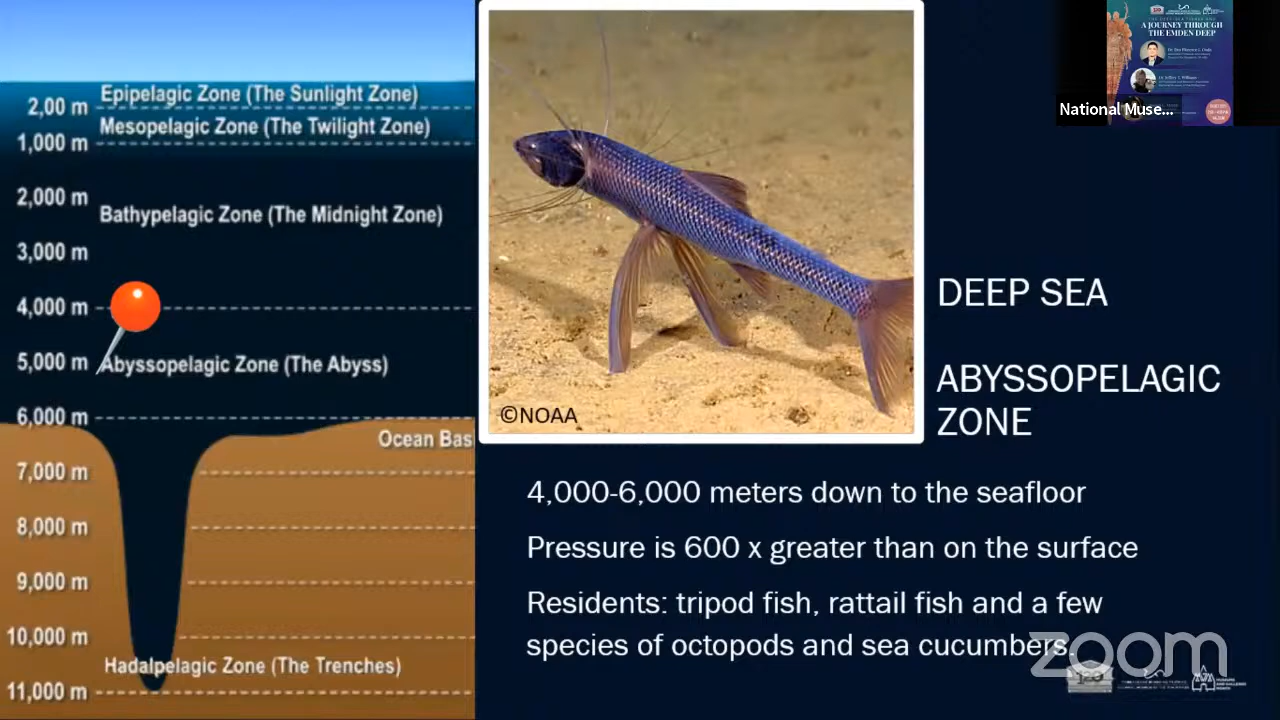 Epipelagic Zone (The Sunlight Zone)
2,00 m
Mesopelagic Zone (The Twilight Zone)
1,000 m
2,000 m
Bathypelagic Zone (The Midnight Zone)
3,000 m
4,000 m
5,000 m
Abyssopelagic Zone (The Abyss)
6,000 m
Ocean Bas
7,000 m
8,000 m
9,000 m
10,000 m
Hadalpelagic Zone (The Trenches)
11,000 m
©NOAA
A JOURNEY THROUGH
THE EMDEN DEEP
National Muse...
DEEP SEA
ABYSSOPELAGIC
ZONE
4,000-6,000 meters down to the seafloor
Pressure is 600 x greater than on the surface
Residents: tripod fish, rattail fish and a few
species of octopods and sea cucumbers.
zoom